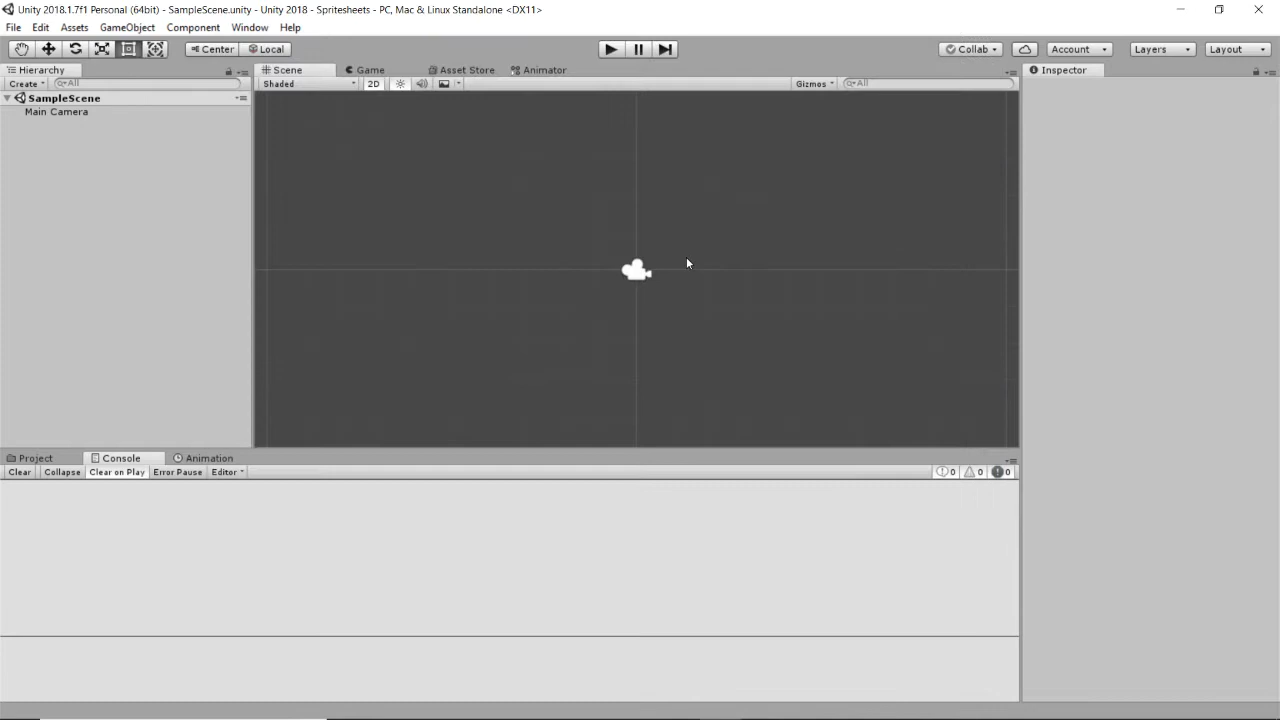 Unity 2018.1.7f1 Personal (64bit) - SampleScene.unity - Unity 2018 - Spritesheets - PC, Mac & Linux Standalone <DX11>
File Edit Assets GameObject Component Window Help
Center Local Collab Account Layers Layout
Hierarchy Scene Game Asset Store Animator Inspector
Create All Shaded 2D Gizmos All
SampleScene
Main Camera
Project Console Animation
Clear Collapse Clear on Play Error Pause Editor 0 0 0